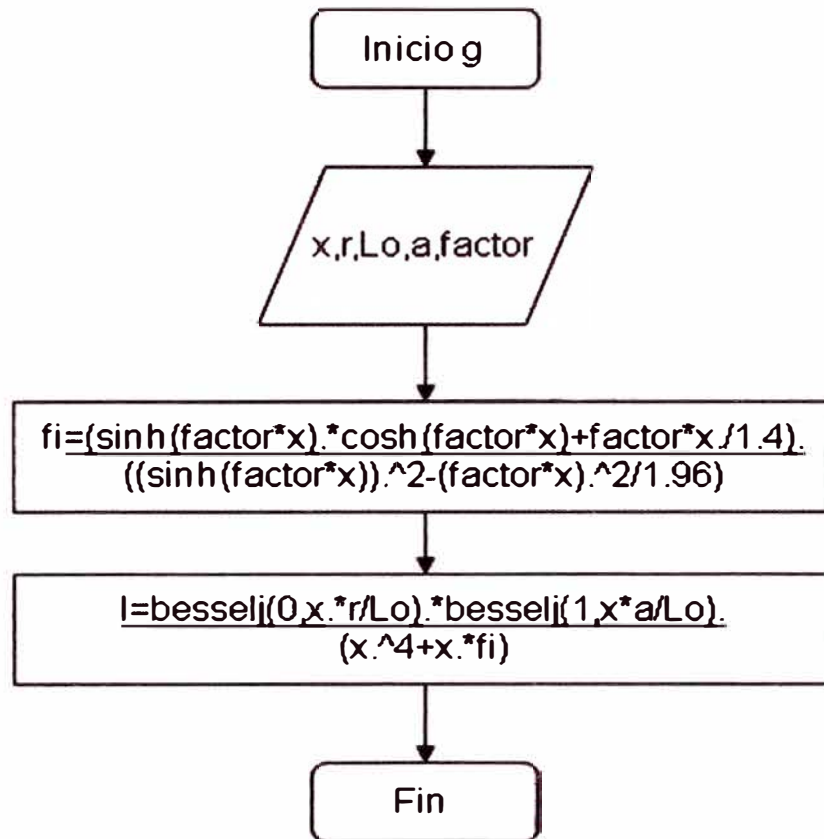 Inicio g
x,r,Lo,a,factor
fi=(sinh(factor*x).*cosh(factor*x)+factor*x./1.4).
((sinh(factor*x)).^2-(factor*x).^2/1.96)
I=besselj(0,x.*r/Lo).*besselj(1,x*a/Lo).
(x.^4+x.*fi)
Fin